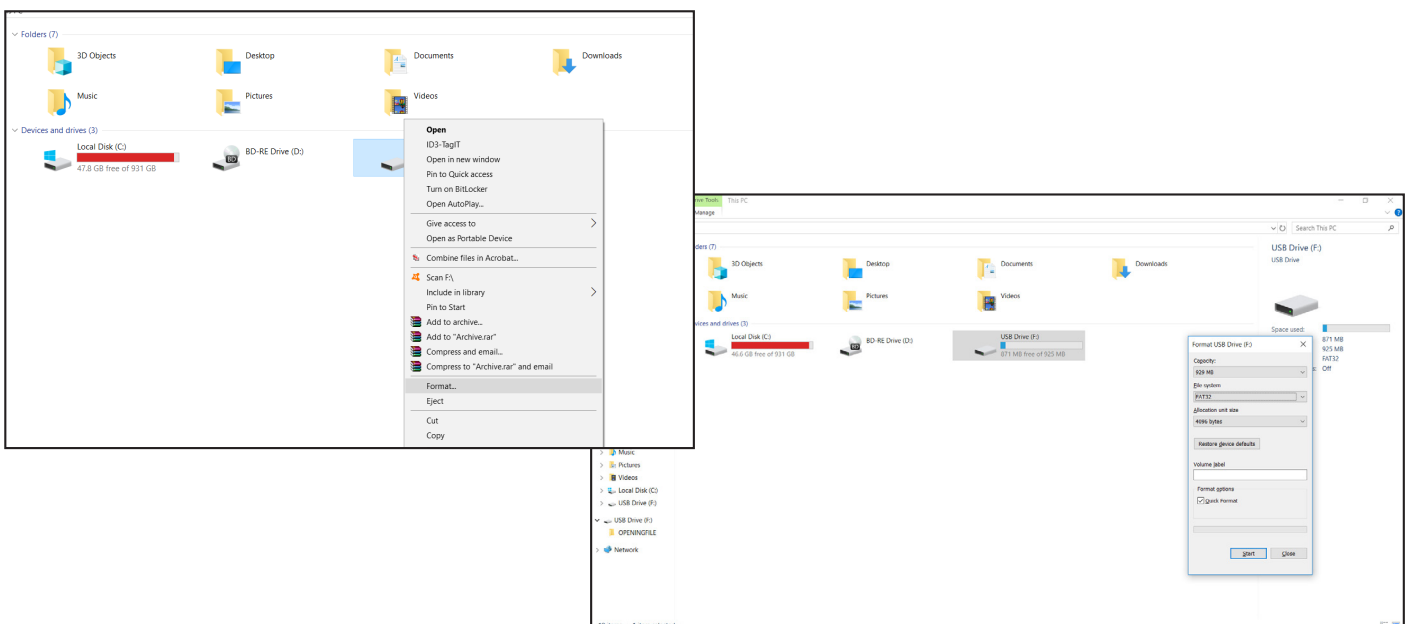 Folders (7)
3D Objects
Desktop
Documents
Downloads
Music
Pictures
Videos
Devices and drives (3)
Local Disk (C:)
47.8 GB free of 931 GB
BD-RE Drive (D:)
Open
ID3-TagIT
Open in new window
Pin to Quick access
Turn on BitLocker
Open AutoPlay...
Give access to
Open as Portable Device
Combine files in Acrobat...
Scan F:\
Include in library
Pin to Start
Add to archive...
Add to "Archive.rar"
Compress and email...
Compress to "Archive.rar" and email
Format...
Eject
Cut
Copy
Tools
This PC
Manage
Search This PC
ders (7)
3D Objects
Desktop
Documents
Downloads
Music
Pictures
Videos
vices and drives (3)
Local Disk (C:)
46.6 GB free of 931 GB
BD-RE Drive (D:)
USB Drive (F:)
871 MB free of 925 MB
USB Drive (F:)
USB Drive
Space used:
871 MB
925 MB
FAT32
Off
Format USB Drive (F:)
Capacity:
929 MB
File system
FAT32
Allocation unit size
4096 bytes
Restore device defaults
Volume label
Format options
Quick Format
Start
Close
Music
Pictures
Videos
Local Disk (C:)
USB Drive (F:)
USB Drive (F:)
OPENINGFILE
Network